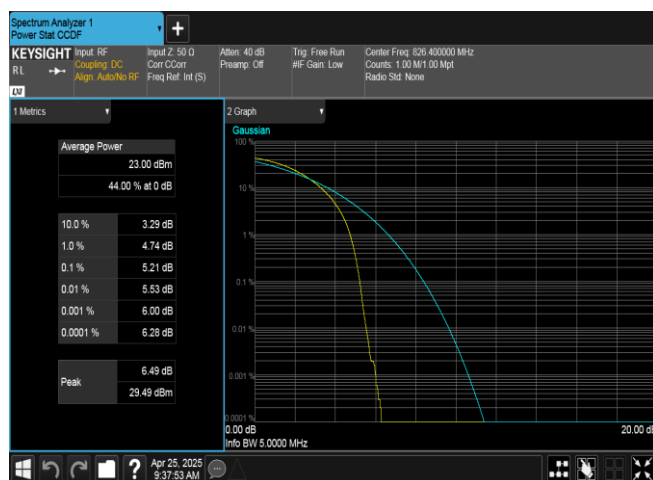 Spectrum Analyzer 1
Power Stat CCDF
KEYSIGHT
R L
LXI
Input: RF
Coupling: DC
Align: Auto/No RF
Input Z: 50 Ω
Corr CCorr
Freq Ref: Int (S)
Atten: 40 dB
Preamp: Off
Trig: Free Run
#IF Gain: Low
Center Freq: 826.400000 MHz
Counts: 1.00 M/1.00 Mpt
Radio Std: None
1 Metrics
Average Power
23.00 dBm
44.00 % at 0 dB
10.0 % 3.29 dB
1.0 % 4.74 dB
0.1 % 5.21 dB
0.01 % 5.53 dB
0.001 % 6.00 dB
0.0001 % 6.28 dB
Peak
6.49 dB
29.49 dBm
2 Graph
Gaussian
100 %
10 %
1 %
0.1 %
0.01 %
0.001 %
0.0001 %
0.00 dB
20.00 dB
Info BW 5.0000 MHz
?
Apr 25, 2025
9:37:53 AM